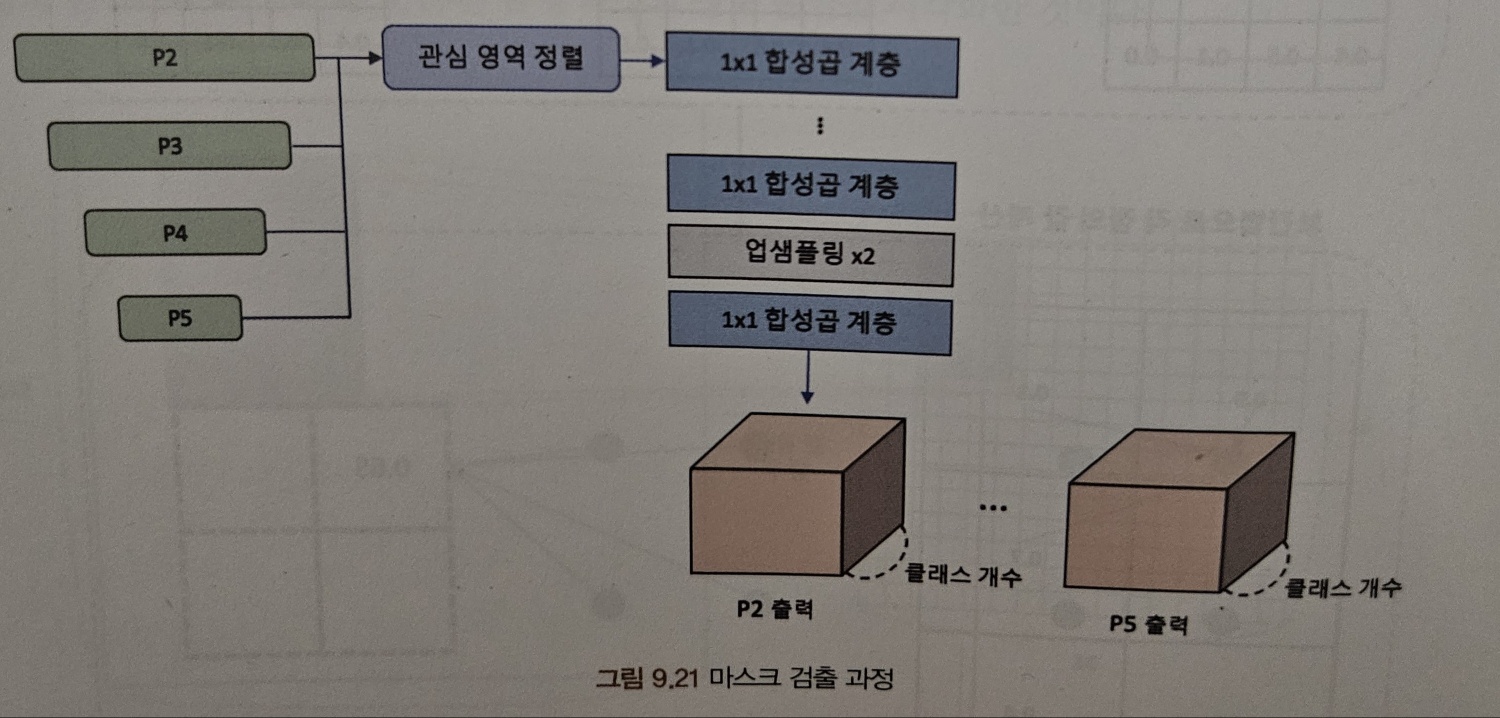 P2
관심 영역 정렬
1x1 합성곱 계층
P3
1x1 합성곱 계층
P4
업샘플링 x2
P5
1x1 합성곱 계층
...
클래스 개수
클래스 개수
P2 출력
P5 출력
그림 9.21 마스크 검출 과정